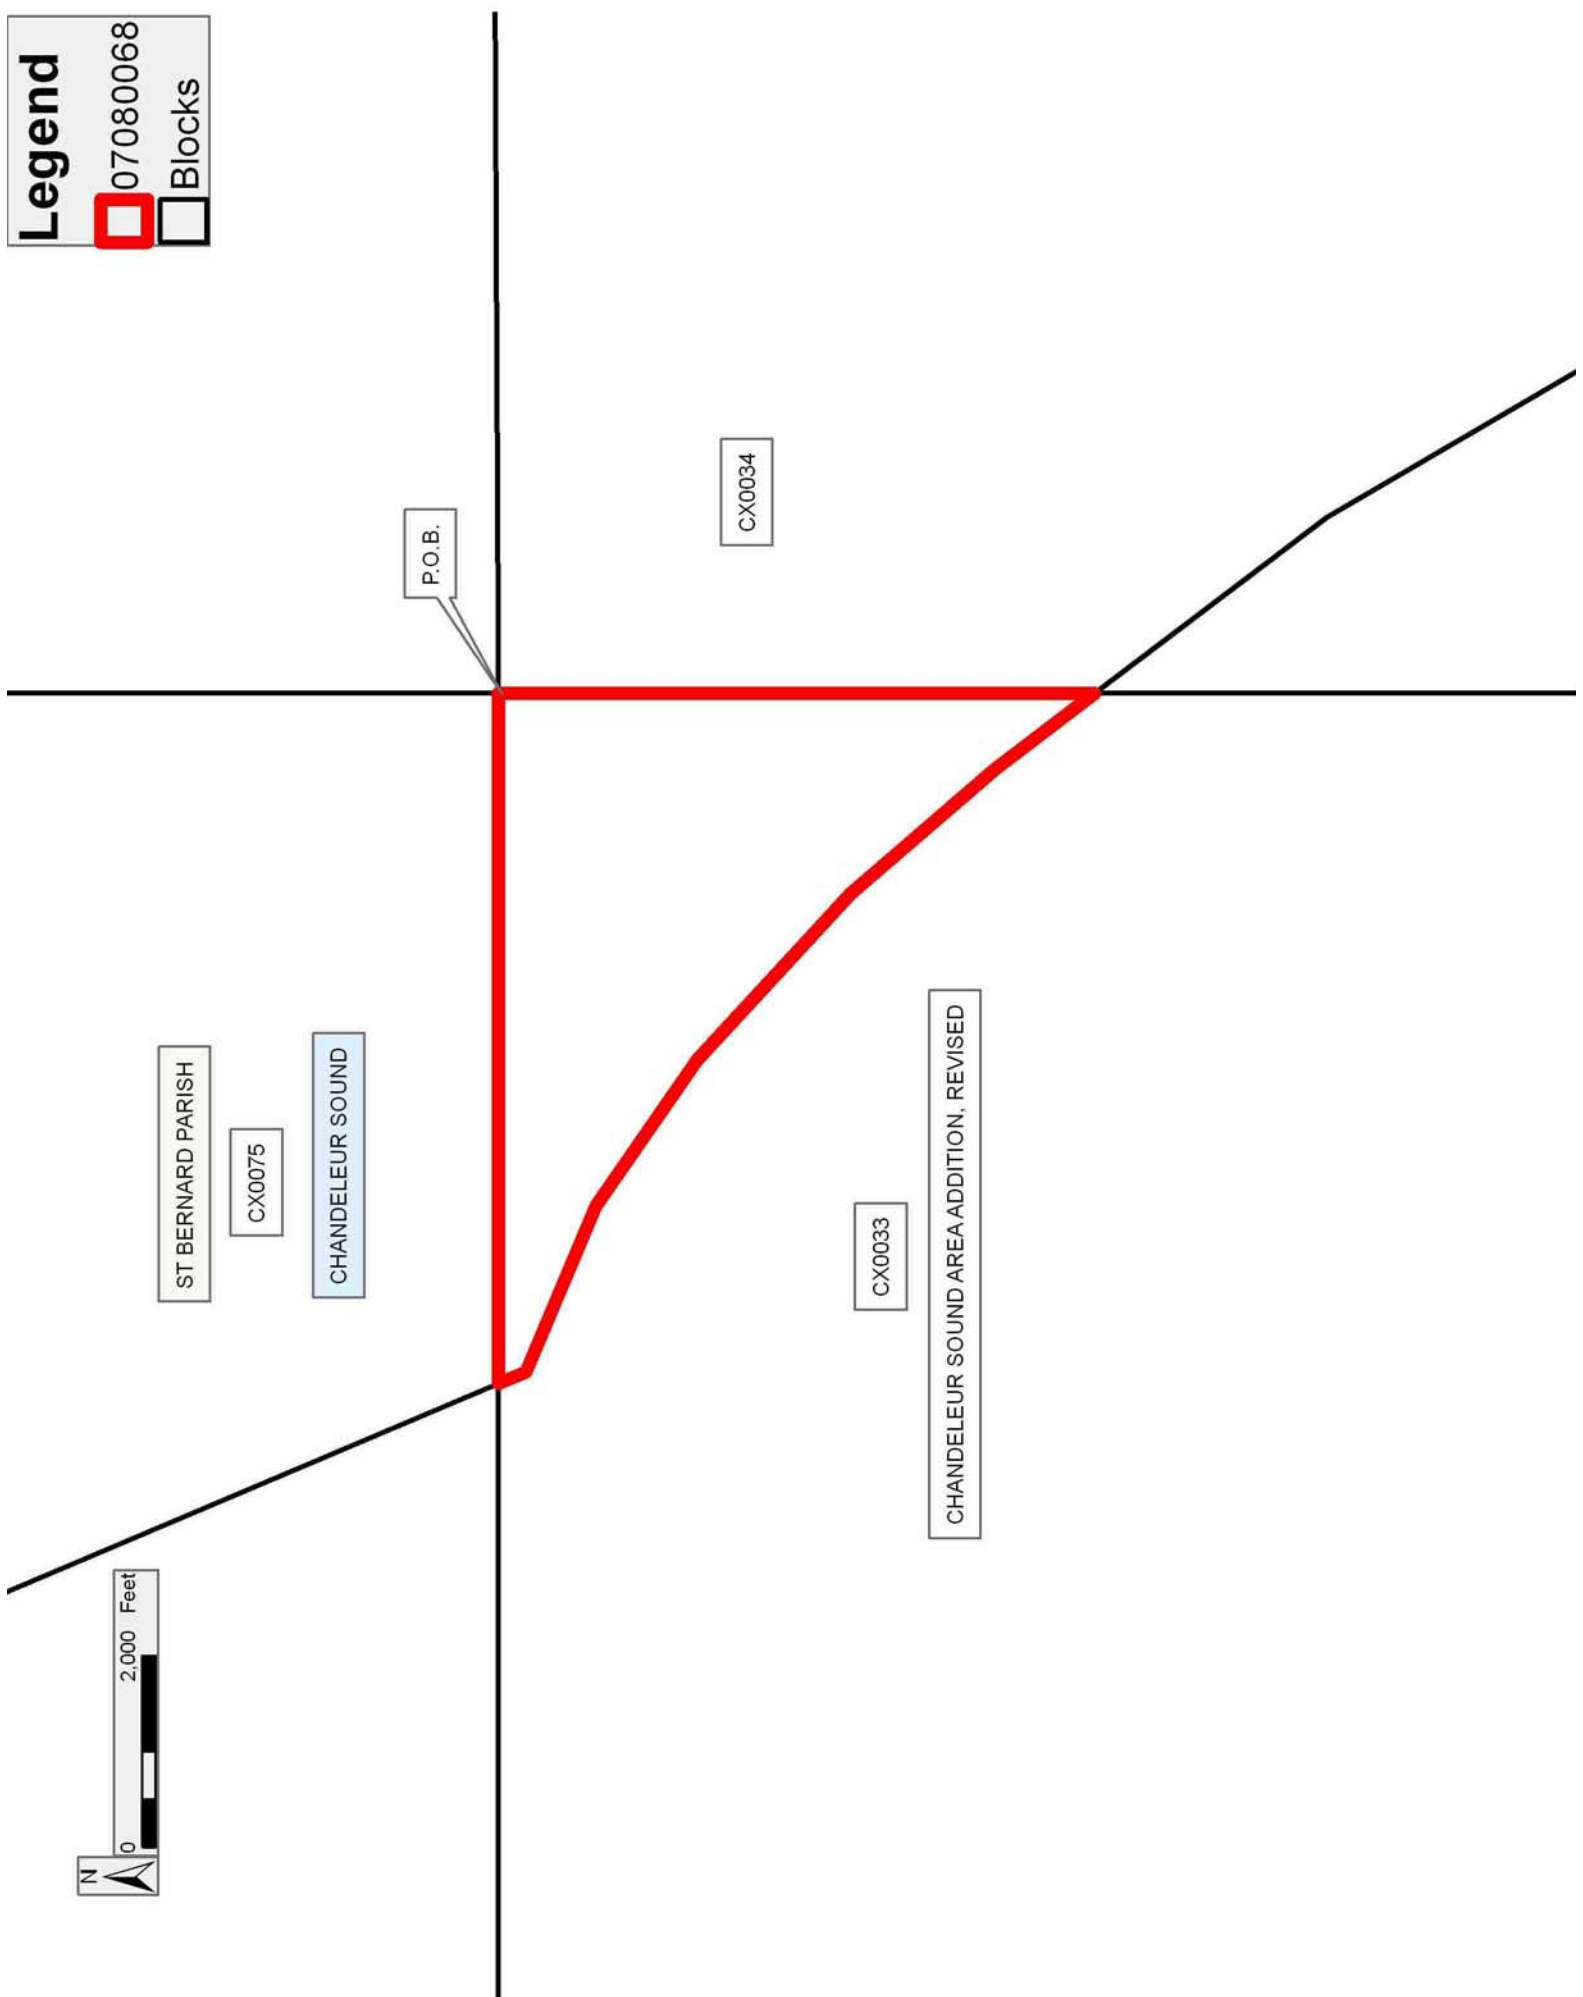 Legend
07080068
Blocks
P.O.B.
CX0034
ST BERNARD PARISH
CX0075
CHANDELEUR SOUND
CX0033
CHANDELEUR SOUND AREA ADDITION, REVISED
0 2,000 Feet
N